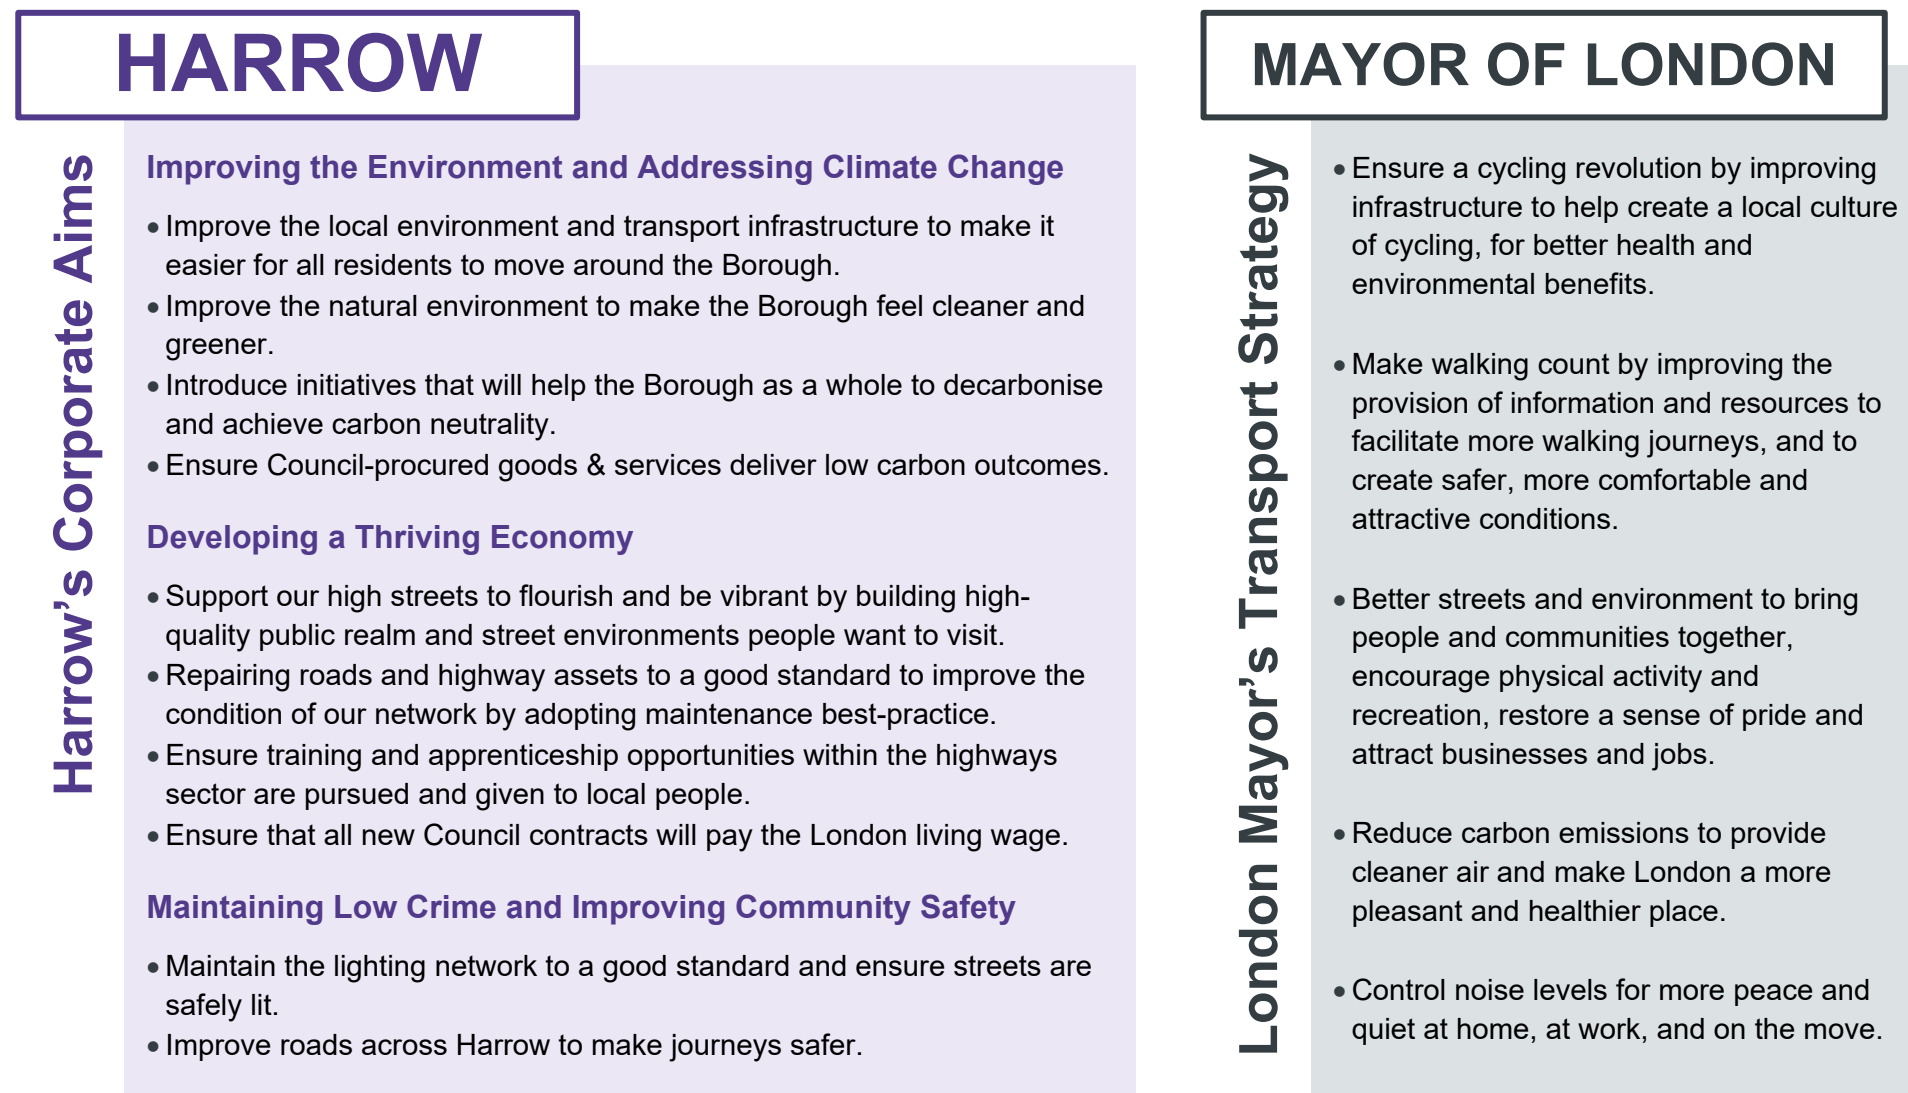 HARROW
Harrow’s Corporate Aims
Improving the Environment and Addressing Climate Change
• Improve the local environment and transport infrastructure to make it
easier for all residents to move around the Borough.
• Improve the natural environment to make the Borough feel cleaner and
greener.
• Introduce initiatives that will help the Borough as a whole to decarbonise
and achieve carbon neutrality.
• Ensure Council-procured goods & services deliver low carbon outcomes.
Developing a Thriving Economy
• Support our high streets to flourish and be vibrant by building high-
quality public realm and street environments people want to visit.
• Repairing roads and highway assets to a good standard to improve the
condition of our network by adopting maintenance best-practice.
• Ensure training and apprenticeship opportunities within the highways
sector are pursued and given to local people.
• Ensure that all new Council contracts will pay the London living wage.
Maintaining Low Crime and Improving Community Safety
• Maintain the lighting network to a good standard and ensure streets are
safely lit.
• Improve roads across Harrow to make journeys safer.
MAYOR OF LONDON
London Mayor’s Transport Strategy
• Ensure a cycling revolution by improving
infrastructure to help create a local culture
of cycling, for better health and
environmental benefits.
• Make walking count by improving the
provision of information and resources to
facilitate more walking journeys, and to
create safer, more comfortable and
attractive conditions.
• Better streets and environment to bring
people and communities together,
encourage physical activity and
recreation, restore a sense of pride and
attract businesses and jobs.
• Reduce carbon emissions to provide
cleaner air and make London a more
pleasant and healthier place.
• Control noise levels for more peace and
quiet at home, at work, and on the move.